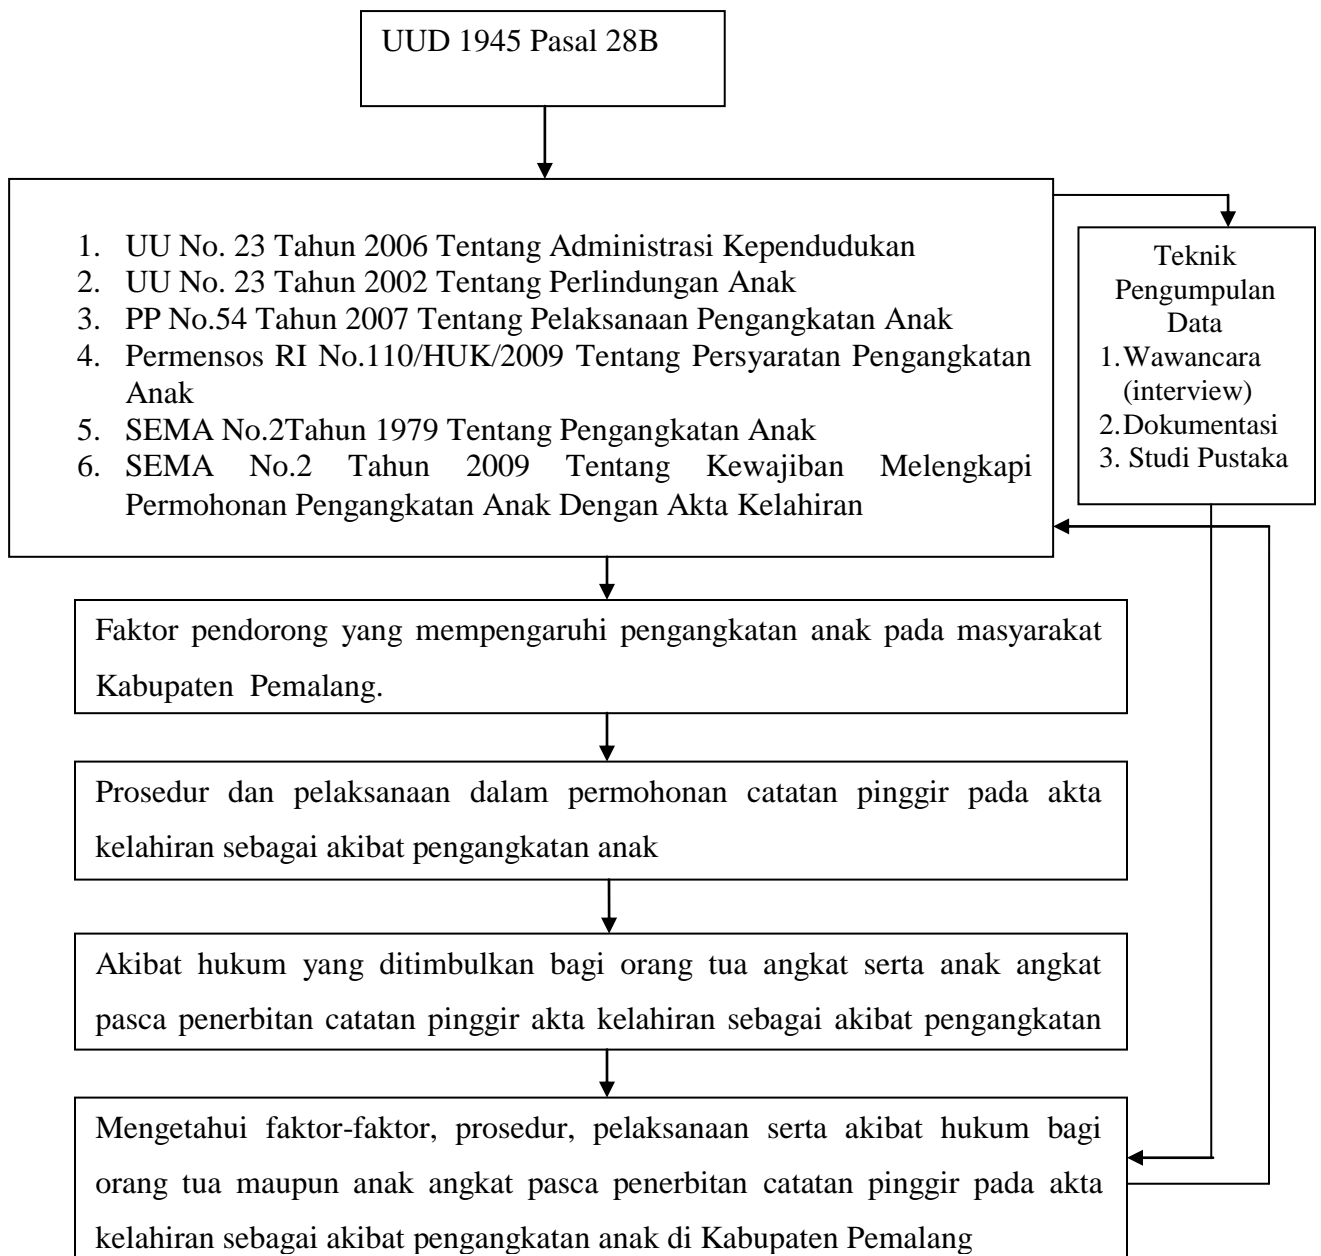 UUD 1945 Pasal 28B
1. UU No. 23 Tahun 2006 Tentang Administrasi Kependudukan
2. UU No. 23 Tahun 2002 Tentang Perlindungan Anak
3. PP No.54 Tahun 2007 Tentang Pelaksanaan Pengangkatan Anak
4. Permensos RI No.110/HUK/2009 Tentang Persyaratan Pengangkatan
Anak
5. SEMA No.2Tahun 1979 Tentang Pengangkatan Anak
6. SEMA No.2 Tahun 2009 Tentang Kewajiban Melengkapi
Permohonan Pengangkatan Anak Dengan Akta Kelahiran
Teknik
Pengumpulan
Data
1.Wawancara
(interview)
2.Dokumentasi
3. Studi Pustaka
Faktor pendorong yang mempengaruhi pengangkatan anak pada masyarakat
Kabupaten Pemalang.
Prosedur dan pelaksanaan dalam permohonan catatan pinggir pada akta
kelahiran sebagai akibat pengangkatan anak
Akibat hukum yang ditimbulkan bagi orang tua angkat serta anak angkat
pasca penerbitan catatan pinggir akta kelahiran sebagai akibat pengangkatan
Mengetahui faktor-faktor, prosedur, pelaksanaan serta akibat hukum bagi
orang tua maupun anak angkat pasca penerbitan catatan pinggir pada akta
kelahiran sebagai akibat pengangkatan anak di Kabupaten Pemalang